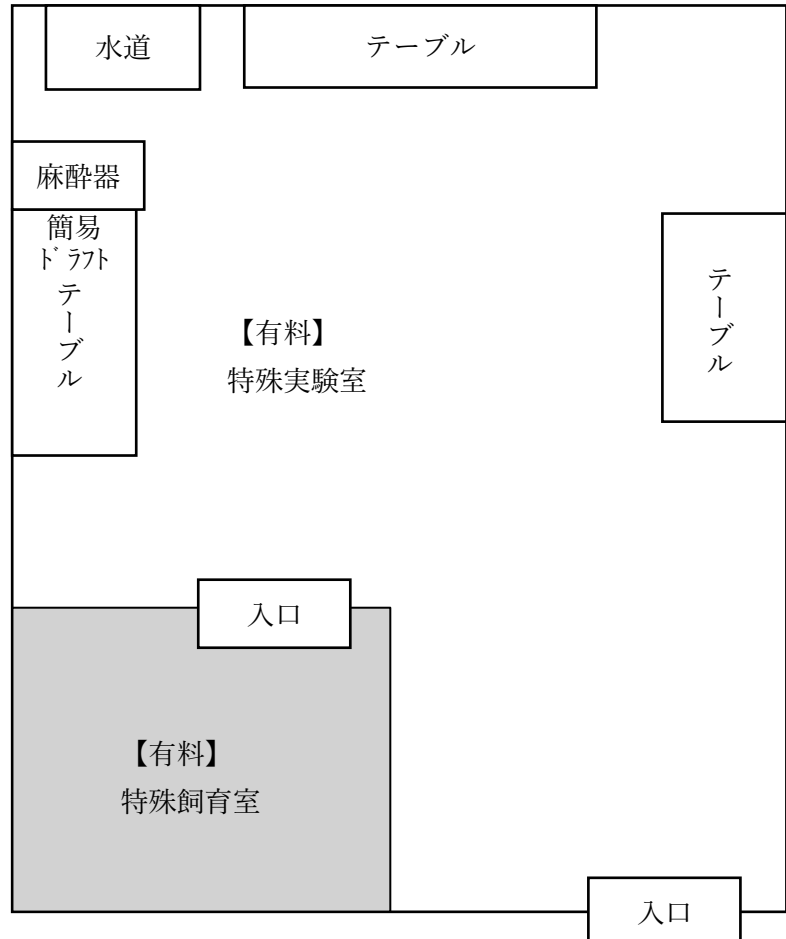 水道
テーブル
麻酔器
簡易
ﾄﾞﾗﾌﾄ
テーブル
テーブル
【有料】
特殊実験室
入口
【有料】
特殊飼育室
入口